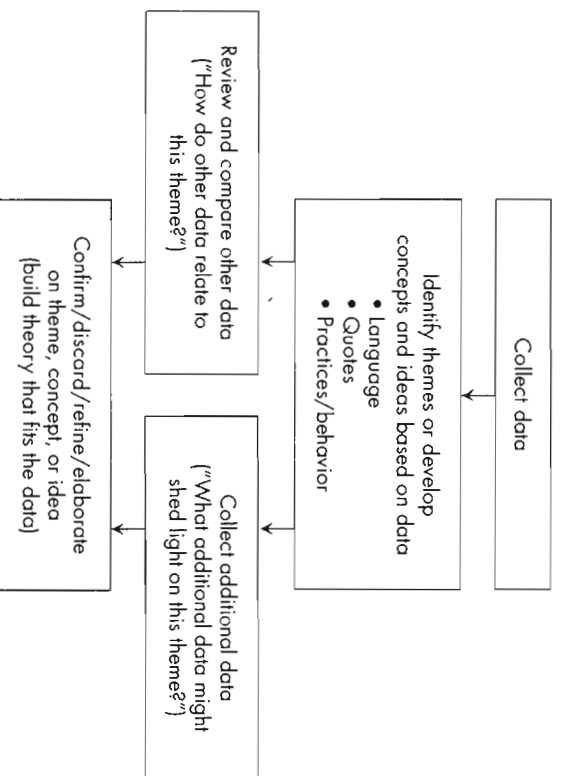 Collect data
Identify themes or develop
concepts and ideas based on data
• Language
• Quotes
• Practices/behavior
Review and compare other data
("How do other data relate to
this theme?")
Collect additional data
("What additional data might
shed light on this theme?")
Confirm/discard/refine/elaborate
on theme, concept, or idea
(build theory that fits the data)